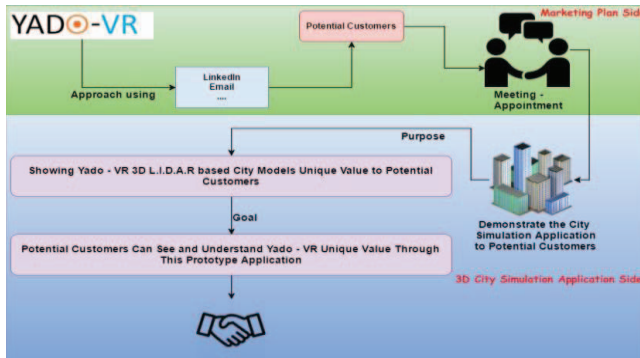 YADO-VR
Marketing Plan Side
Potential Customers
LinkedIn
Email
....
Approach using
Meeting -
Appointment
Purpose
Showing Yado - VR 3D L.I.D.A.R based City Models Unique Value to Potential
Customers
Demonstrate the City
Simulation Application
to Potential Customers
Goal
Potential Customers Can See and Understand Yado - VR Unique Value Through
This Prototype Application
3D City Simulation Application Side